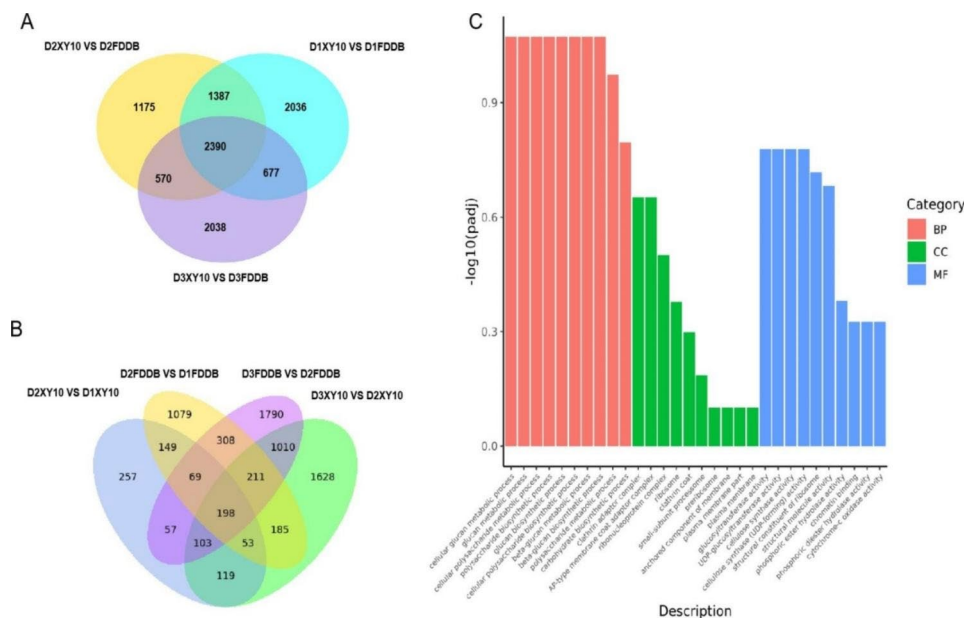 A
D2XY10 VS D2FDDB
D1XY10 VS D1FDDB
1175
1387
2036
2390
570
677
2038
D3XY10 VS D3FDDB
B
D2FDDB VS D1FDDB
D3FDDB VS D2FDDB
D2XY10 VS D1XY10
D3XY10 VS D2XY10
1079
1790
149
308
1010
257
69
211
1628
198
57
103
53
185
119
C
-log10(padj)
0.9
0.6
0.3
0.0
Category
BP
CC
MF
cellular glucan metabolic process
glucan metabolic process
cellular polysaccharide metabolic process
polysaccharide biosynthetic process
cellular polysaccharide biosynthetic process
glucan biosynthetic process
beta-glucan metabolic process
beta-glucan biosynthetic process
polysaccharide metabolic process
carbohydrate biosynthetic process
clathrin adaptor complex
AP-type membrane coat adaptor complex
ribonucleoprotein complex
ribosome
clathrin coat
small-subunit processome
preribosome
anchored component of membrane
plasma membrane part
plasma membrane
glucosyltransferase activity
UDP-glucosyltransferase activity
cellulose synthase activity
cellulose synthase (UDP-forming) activity
structural constituent of ribosome
structural molecule activity
phosphoric ester hydrolase activity
chromatin binding
phosphoric diester hydrolase activity
cytochrome-c oxidase activity
Description